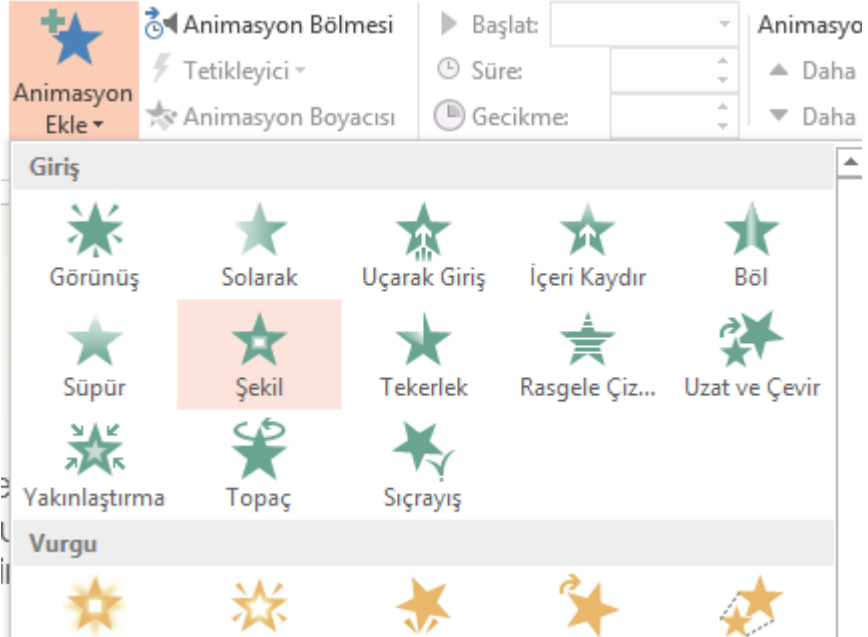 Animasyon Ekle
Animasyon Bölmesi
Tetikleyici
Animasyon Boyacısı
Başlat:
Süre:
Gecikme:
Daha
Daha
Giriş
Görünüş Solarak Uçarak Giriş İçeri Kaydır Böl
Süpür Şekil Tekerlek Rasgele Çiz... Uzat ve Çevir
Yakınlaştırma Topaç Sıçrayış
Vurgu